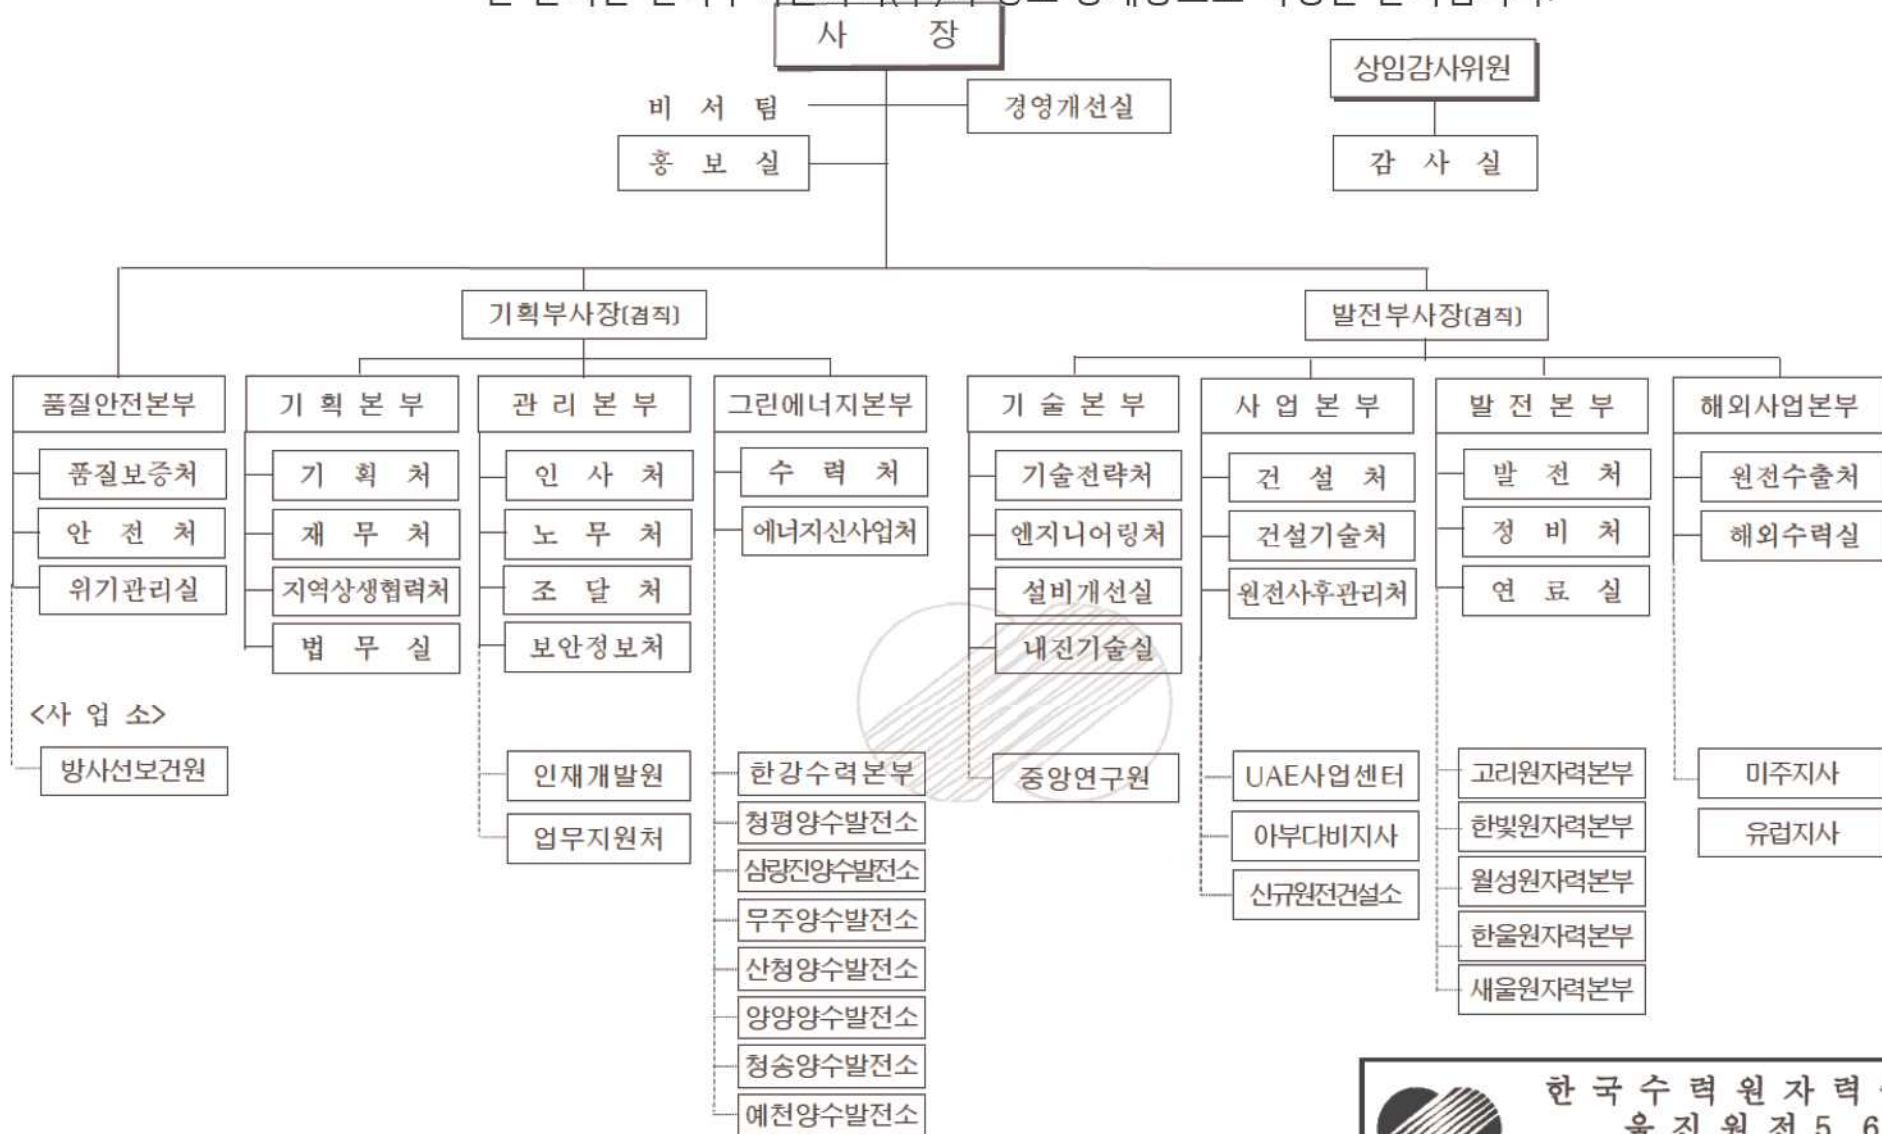 사 장
상임감사위원
비 서 팀
경영개선실
홍 보 실
감 사 실
기획부사장(겸직)
발전부사장(겸직)
품질안전본부
기 획 본 부
관 리 본 부
그린에너지본부
기 술 본 부
사 업 본 부
발 전 본 부
해외사업본부
품질보증처
기 획 처
인 사 처
수 력 처
기술전략처
건 설 처
발 전 처
원전수출처
안 전 처
재 무 처
노 무 처
에너지신사업처
엔지니어링처
건설기술처
정 비 처
해외수력실
위기관리실
지역상생협력처
조 달 처
설비개선실
원전사후관리처
연 료 실
법 무 실
보안정보처
내진기술실
<사 업 소>
방사선보건원
인재개발원
한강수력본부
중앙연구원
UAE사업센터
고리원자력본부
미주지사
업무지원처
청평양수발전소
아부다비지사
한빛원자력본부
유럽지사
삼랑진양수발전소
신규원전건설소
월성원자력본부
무주양수발전소
한울원자력본부
산청양수발전소
새울원자력본부
양양양수발전소
청송양수발전소
예천양수발전소
한 국 수 력 원 자 력
울 진 원 전 5 6